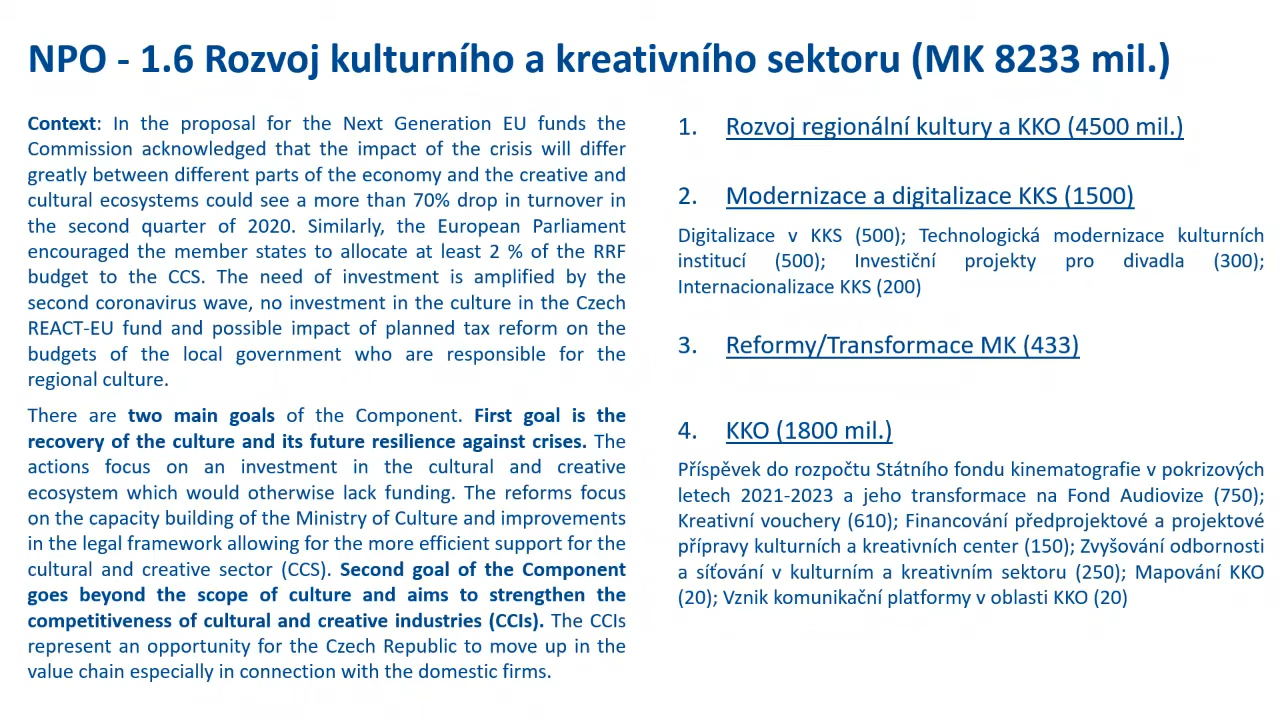 NPO - 1.6 Rozvoj kulturního a kreativního sektoru (MK 8233 mil.)
Context: In the proposal for the Next Generation EU funds the
Commission acknowledged that the impact of the crisis will differ
greatly between different parts of the economy and the creative and
cultural ecosystems could see a more than 70% drop in turnover in
the second quarter of 2020. Similarly, the European Parliament
encouraged the member states to allocate at least 2 % of the RRF
budget to the CCS. The need of investment is amplified by the
second coronavirus wave, no investment in the culture in the Czech
REACT-EU fund and possible impact of planned tax reform on the
budgets of the local government who are responsible for the
regional culture.
There are two main goals of the Component. First goal is the
recovery of the culture and its future resilience against crises. The
actions focus on an investment in the cultural and creative
ecosystem which would otherwise lack funding. The reforms focus
on the capacity building of the Ministry of Culture and improvements
in the legal framework allowing for the more efficient support for the
cultural and creative sector (CCS). Second goal of the Component
goes beyond the scope of culture and aims to strengthen the
competitiveness of cultural and creative industries (CCIs). The CCIs
represent an opportunity for the Czech Republic to move up in the
value chain especially in connection with the domestic firms.
1. Rozvoj regionální kultury a KKO (4500 mil.)
2. Modernizace a digitalizace KKS (1500)
Digitalizace v KKS (500); Technologická modernizace kulturních
institucí (500); Investiční projekty pro divadla (300);
Internacionalizace KKS (200)
3. Reformy/Transformace MK (433)
4. KKO (1800 mil.)
Příspěvek do rozpočtu Státního fondu kinematografie v pokrizových
letech 2021-2023 a jeho transformace na Fond Audiovize (750);
Kreativní vouchery (610); Financování předprojektové a projektové
přípravy kulturních a kreativních center (150); Zvyšování odbornosti
a síťování v kulturním a kreativním sektoru (250); Mapování KKO
(20); Vznik komunikační platformy v oblasti KKO (20)